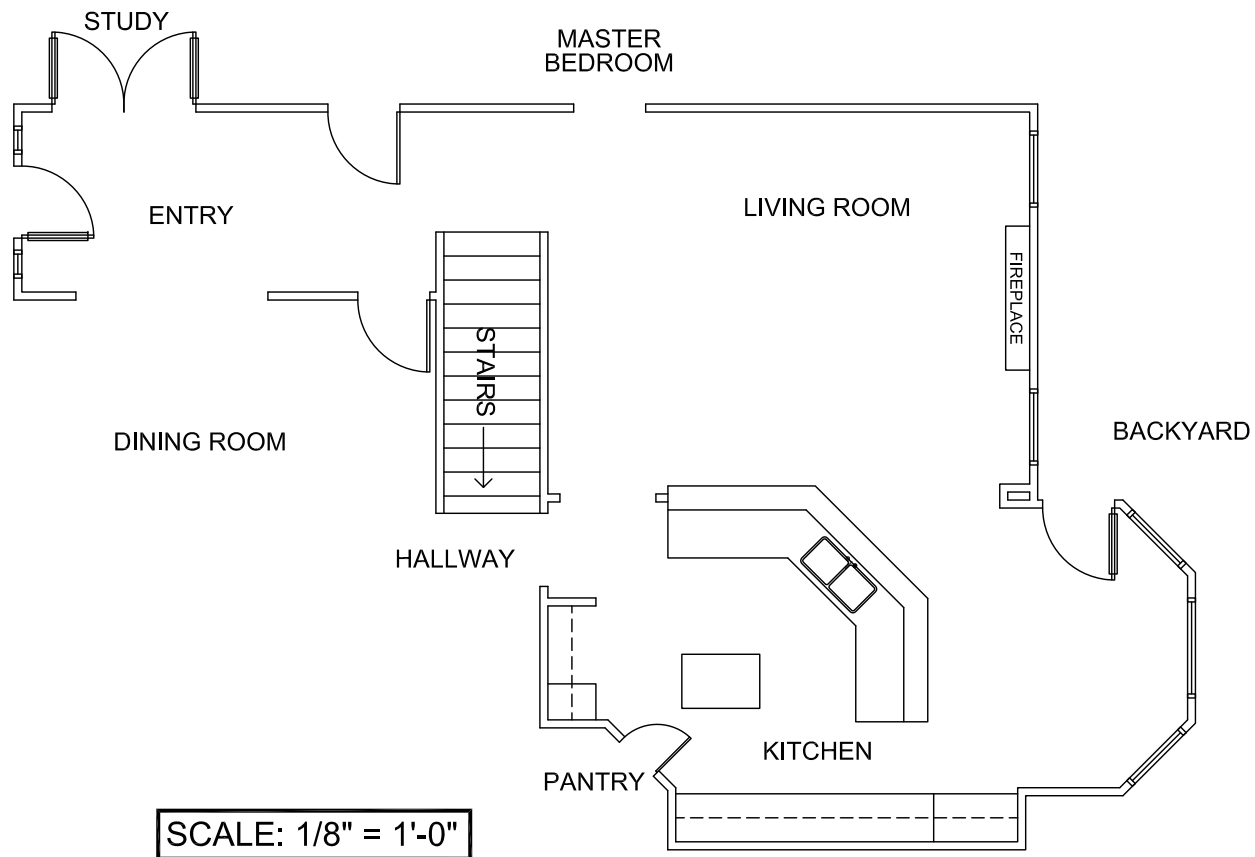 STUDY
MASTER
BEDROOM
ENTRY
LIVING ROOM
FIREPLACE
STAIRS
DINING ROOM
BACKYARD
HALLWAY
KITCHEN
PANTRY
SCALE: 1/8" = 1'-0"